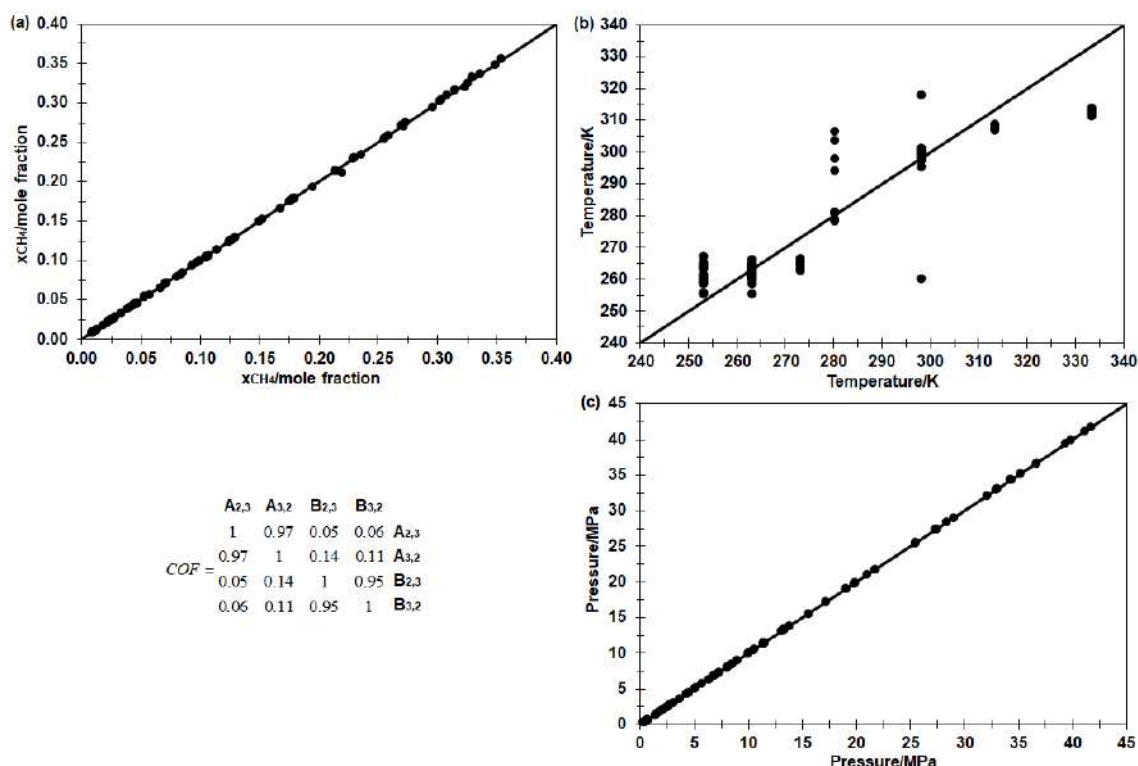 (a)
0.40
0.35
0.30
0.25
0.20
0.15
0.10
0.05
0.00
xCH4/mole fraction
0.00 0.05 0.10 0.15 0.20 0.25 0.30 0.35 0.40
xCH4/mole fraction
(b)
340
330
320
310
300
290
280
270
260
250
240
Temperature/K
240 250 260 270 280 290 300 310 320 330 340
Temperature/K
A2,3 A3,2 B2,3 B3,2
1 0.97 0.05 0.06 A2,3
0.97 1 0.14 0.11 A3,2
COF =
0.05 0.14 1 0.95 B2,3
0.06 0.11 0.95 1 B3,2
(c)
45
40
35
30
25
20
15
10
5
0
Pressure/MPa
0 5 10 15 20 25 30 35 40 45
Pressure/MPa